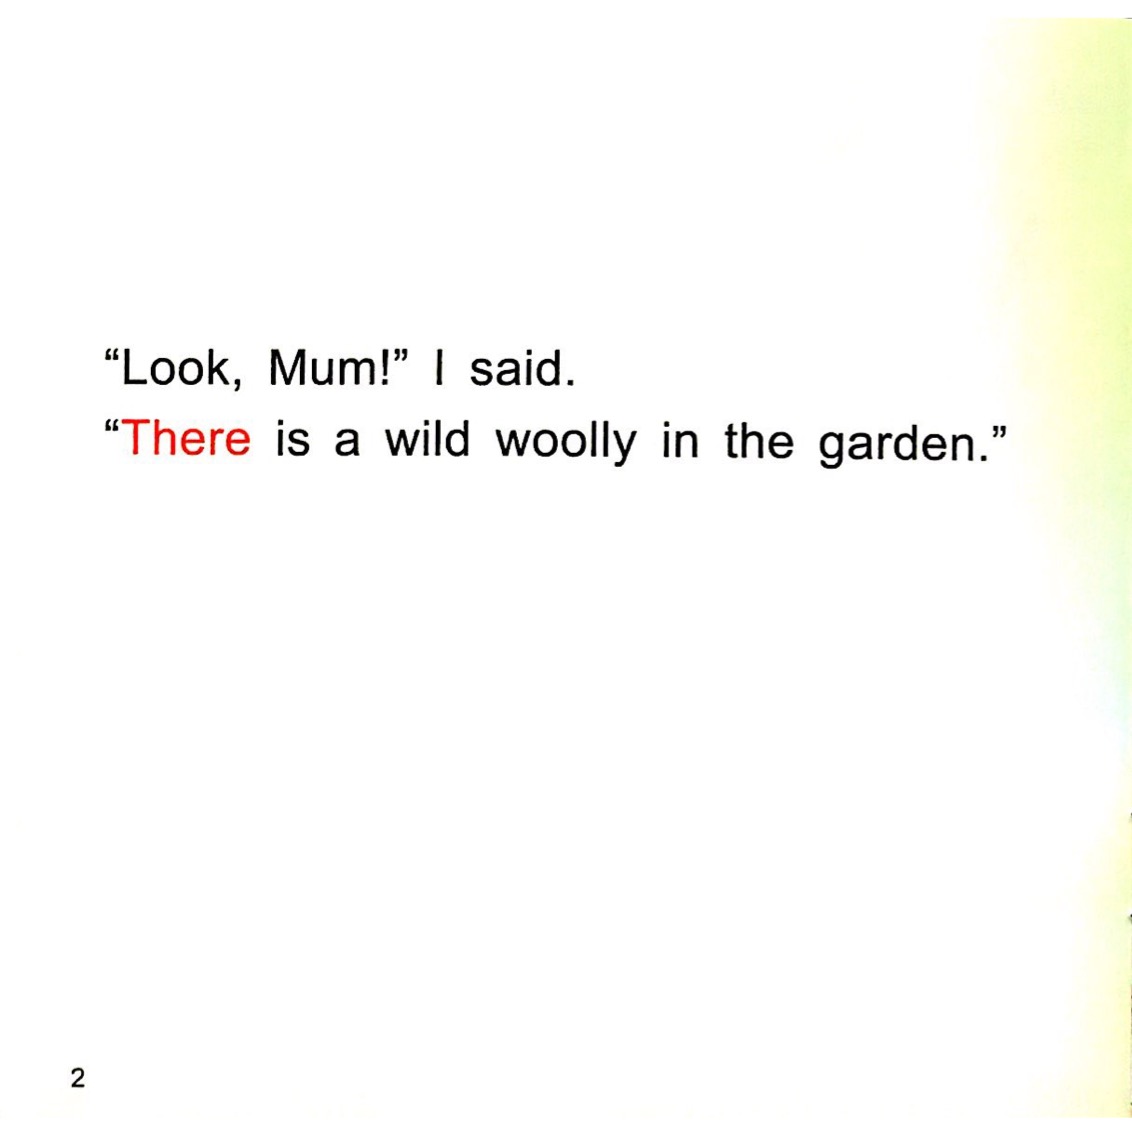 “Look, Mum!” I said.
“There is a wild woolly in the garden.”
2